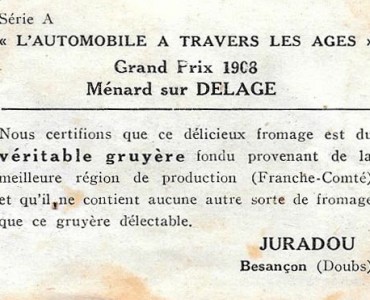 Série A
« L'AUTOMOBILE A TRAVERS LES AGES »
Grand Prix 1908
Ménard sur DELAGE
Nous certifions que ce délicieux fromage est du
véritable gruyère fondu provenant de la
meilleure région de production (Franche-Comté)
et qu'il ne contient aucune autre sorte de fromage
que ce gruyère délectable.
JURADOU
Besançon (Doubs)